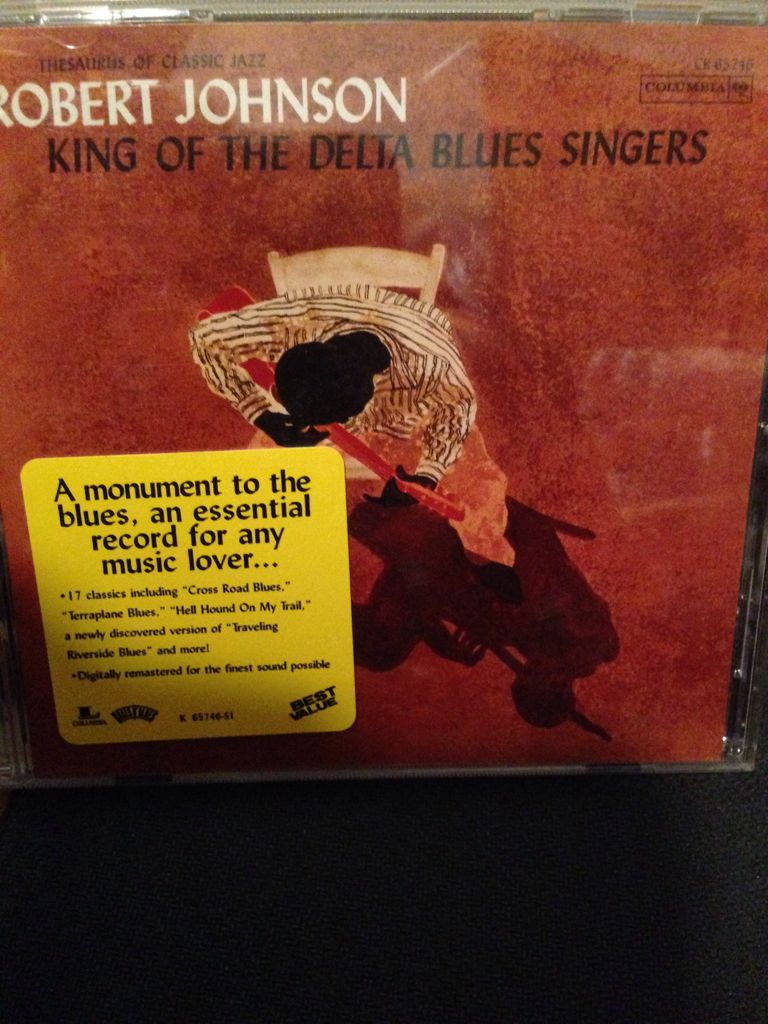 THESAURUS OF CLASSIC JAZZ
CK 65746
ROBERT JOHNSON
COLUMBIA
KING OF THE DELTA BLUES SINGERS
A monument to the
blues, an essential
record for any
music lover...
•17 classics including "Cross Road Blues,"
"Terraplane Blues," "Hell Hound On My Trail,"
a newly discovered version of "Traveling
Riverside Blues" and more!
•Digitally remastered for the finest sound possible
COLUMBIA
K 65746-S1
BEST
VALUE